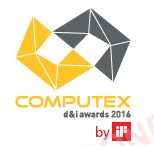 COMPUTEX
d&i awards 2016
by iF